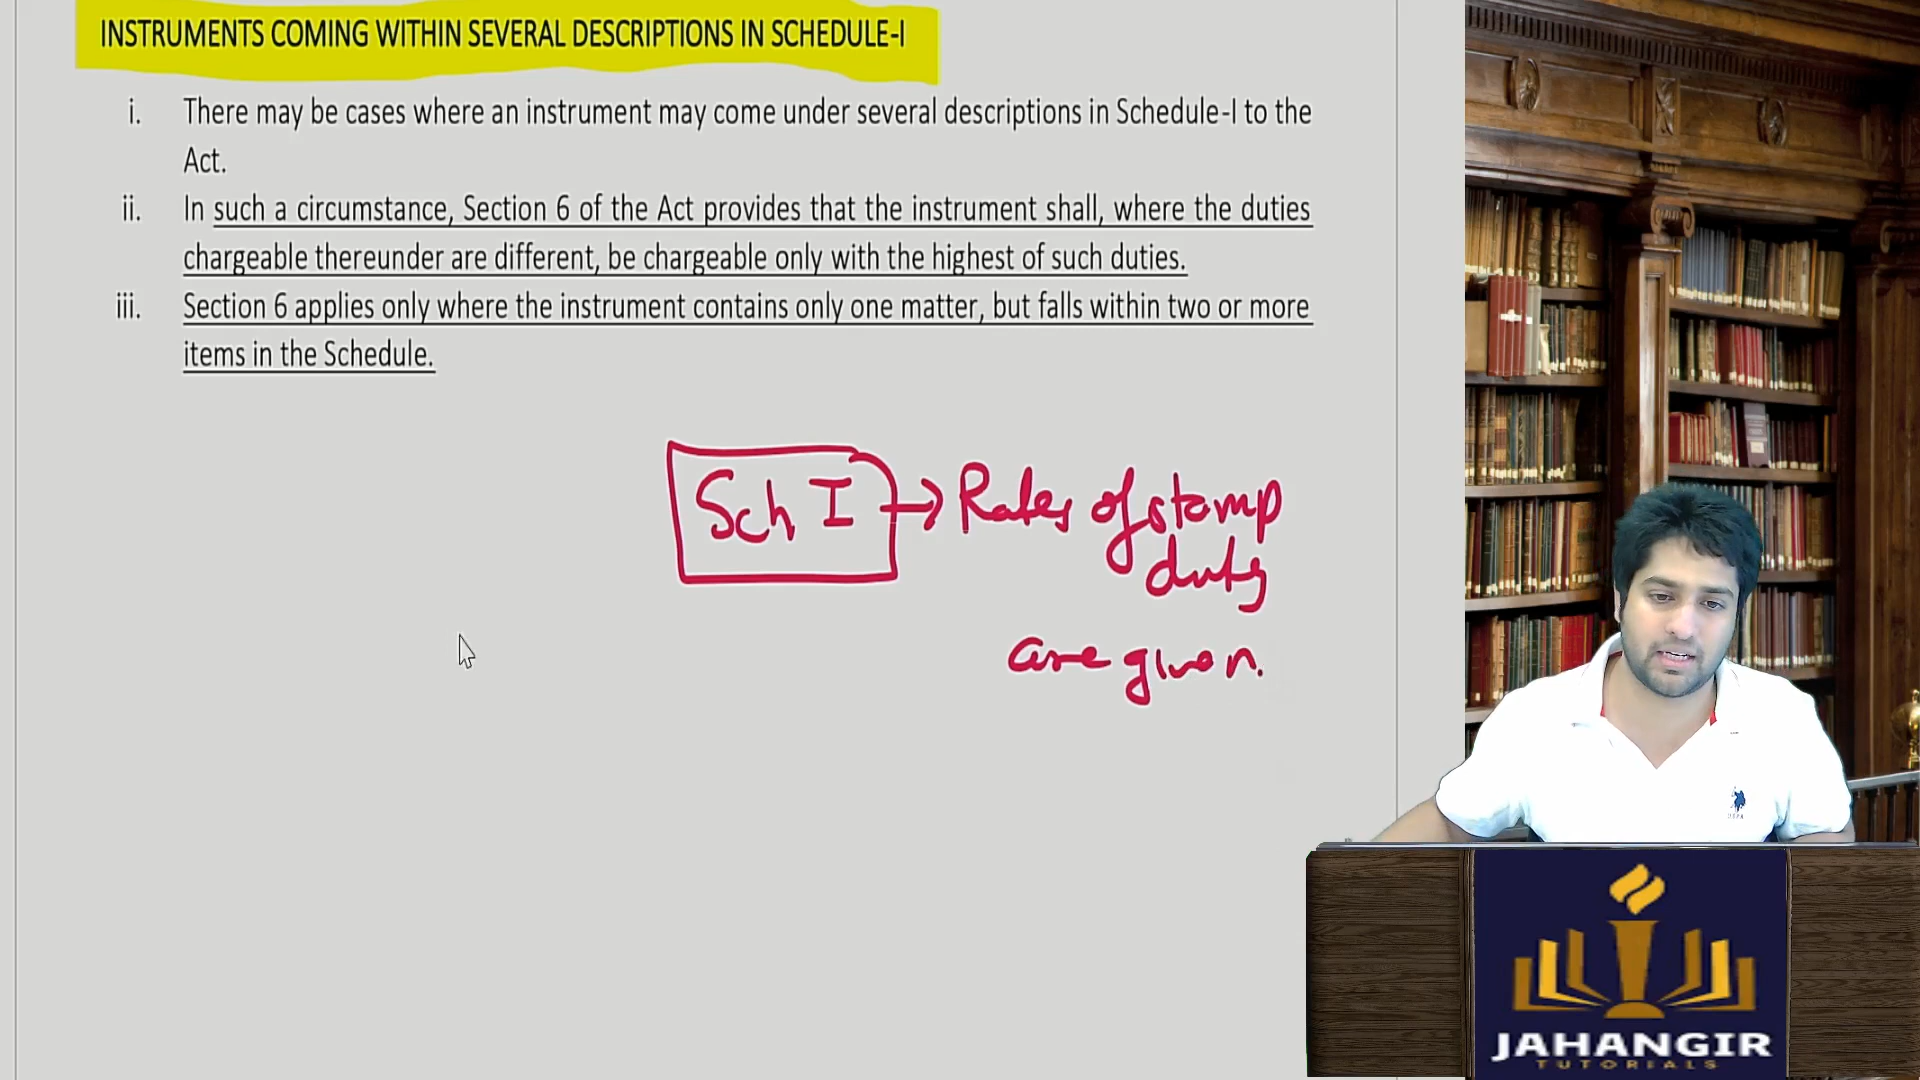 INSTRUMENTS COMING WITHIN SEVERAL DESCRIPTIONS IN SCHEDULE-I
i. There may be cases where an instrument may come under several descriptions in Schedule-I to the
Act.
ii. In such a circumstance, Section 6 of the Act provides that the instrument shall, where the duties
chargeable thereunder are different, be chargeable only with the highest of such duties.
iii. Section 6 applies only where the instrument contains only one matter, but falls within two or more
items in the Schedule.
Sch I → Rates of stamp
duty
are given.
JAHANGIR
TUTORIALS